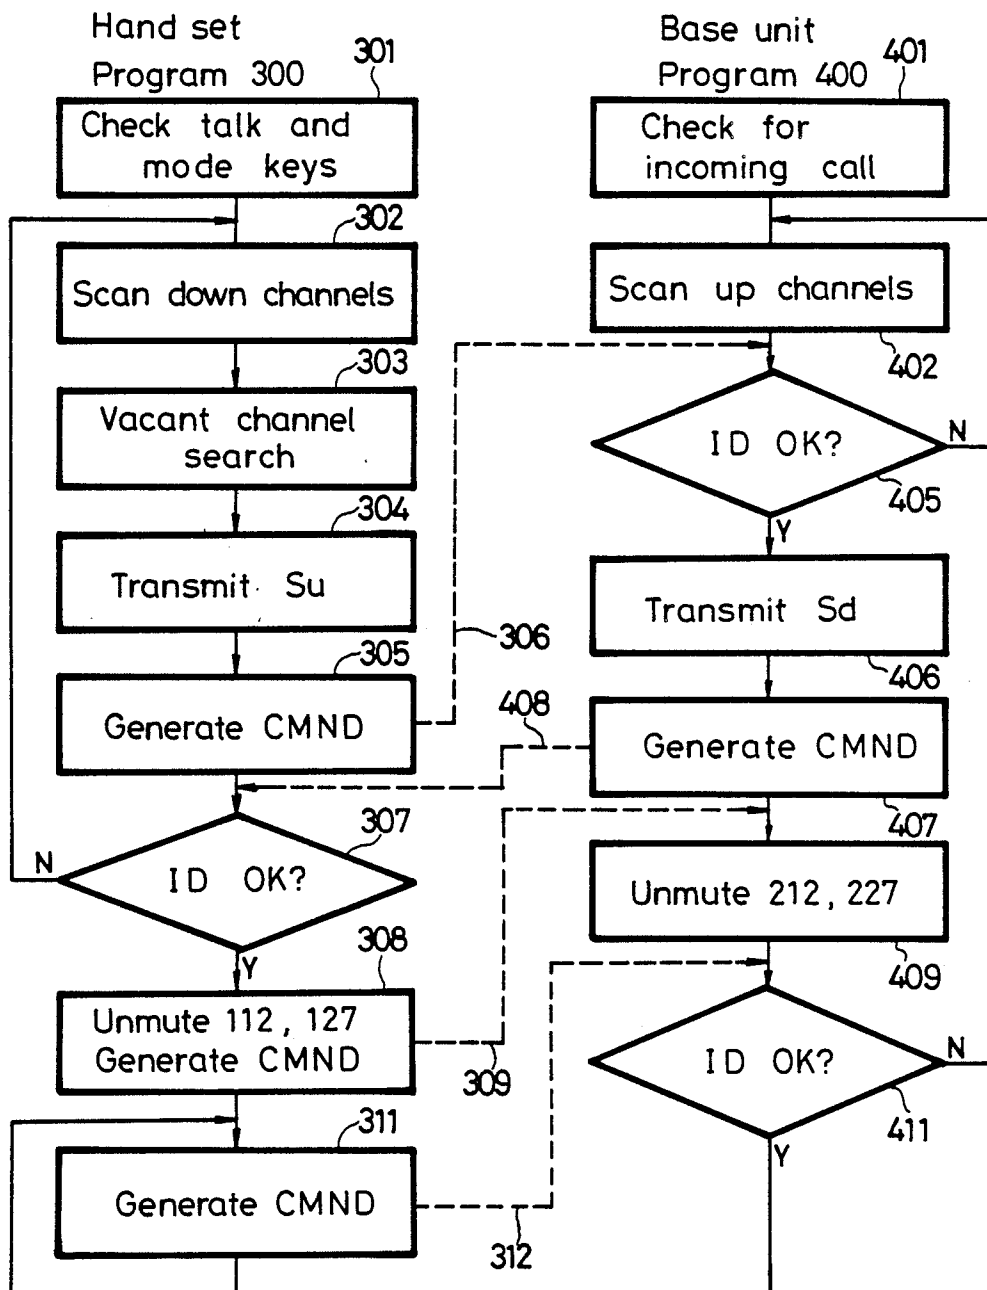 Hand set
Program 300
301
Check talk and
mode keys
302
Scan down channels
303
Vacant channel
search
304
Transmit Su
305
306
Generate CMND
307
N
ID OK?
Y
308
Unmute 112, 127
Generate CMND
309
311
Generate CMND
312
Base unit
Program 400
401
Check for
incoming call
Scan up channels
402
ID OK?
N
405
Y
Transmit Sd
406
408
Generate CMND
407
Unmute 212, 227
409
ID OK?
N
411
Y